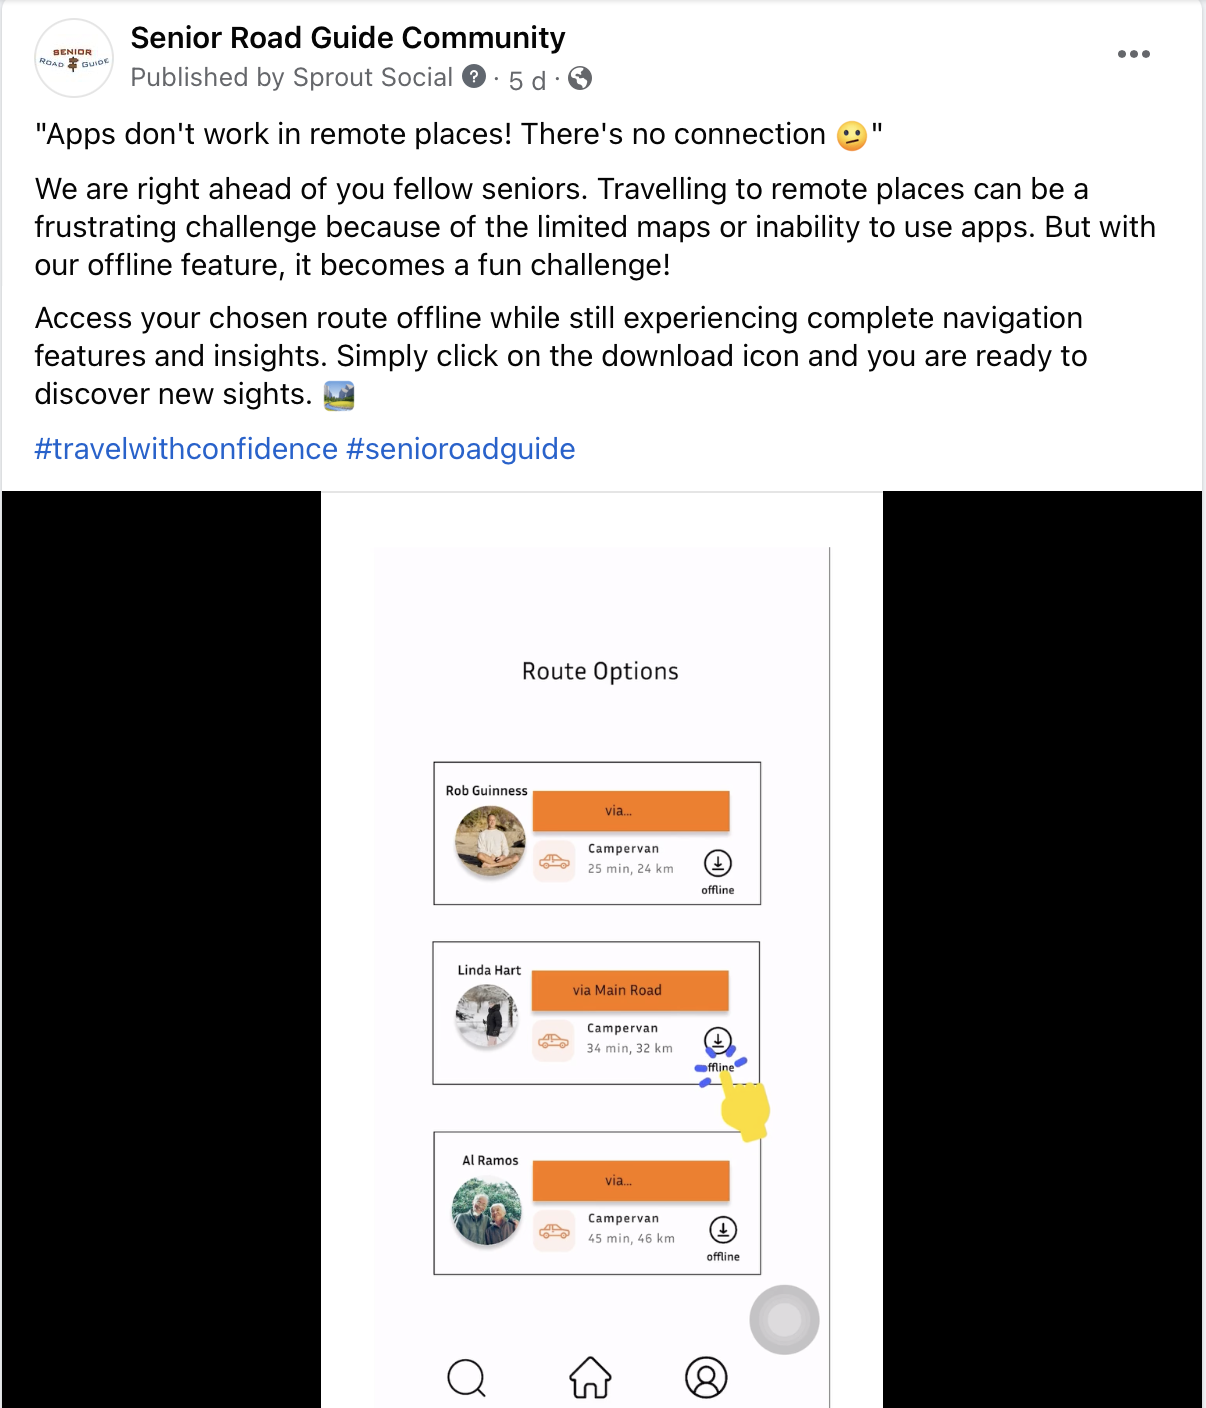 SENIOR
ROAD GUIDE
Senior Road Guide Community
Published by Sprout Social ? · 5 d ·
"Apps don't work in remote places! There's no connection 🫤"
We are right ahead of you fellow seniors. Travelling to remote places can be a
frustrating challenge because of the limited maps or inability to use apps. But with
our offline feature, it becomes a fun challenge!
Access your chosen route offline while still experiencing complete navigation
features and insights. Simply click on the download icon and you are ready to
discover new sights. 🏞️
#travelwithconfidence #senioroadguide
Route Options
Rob Guinness
via...
Campervan
25 min, 24 km
offline
Linda Hart
via Main Road
Campervan
34 min, 32 km
offline
Al Ramos
via...
Campervan
45 min, 46 km
offline